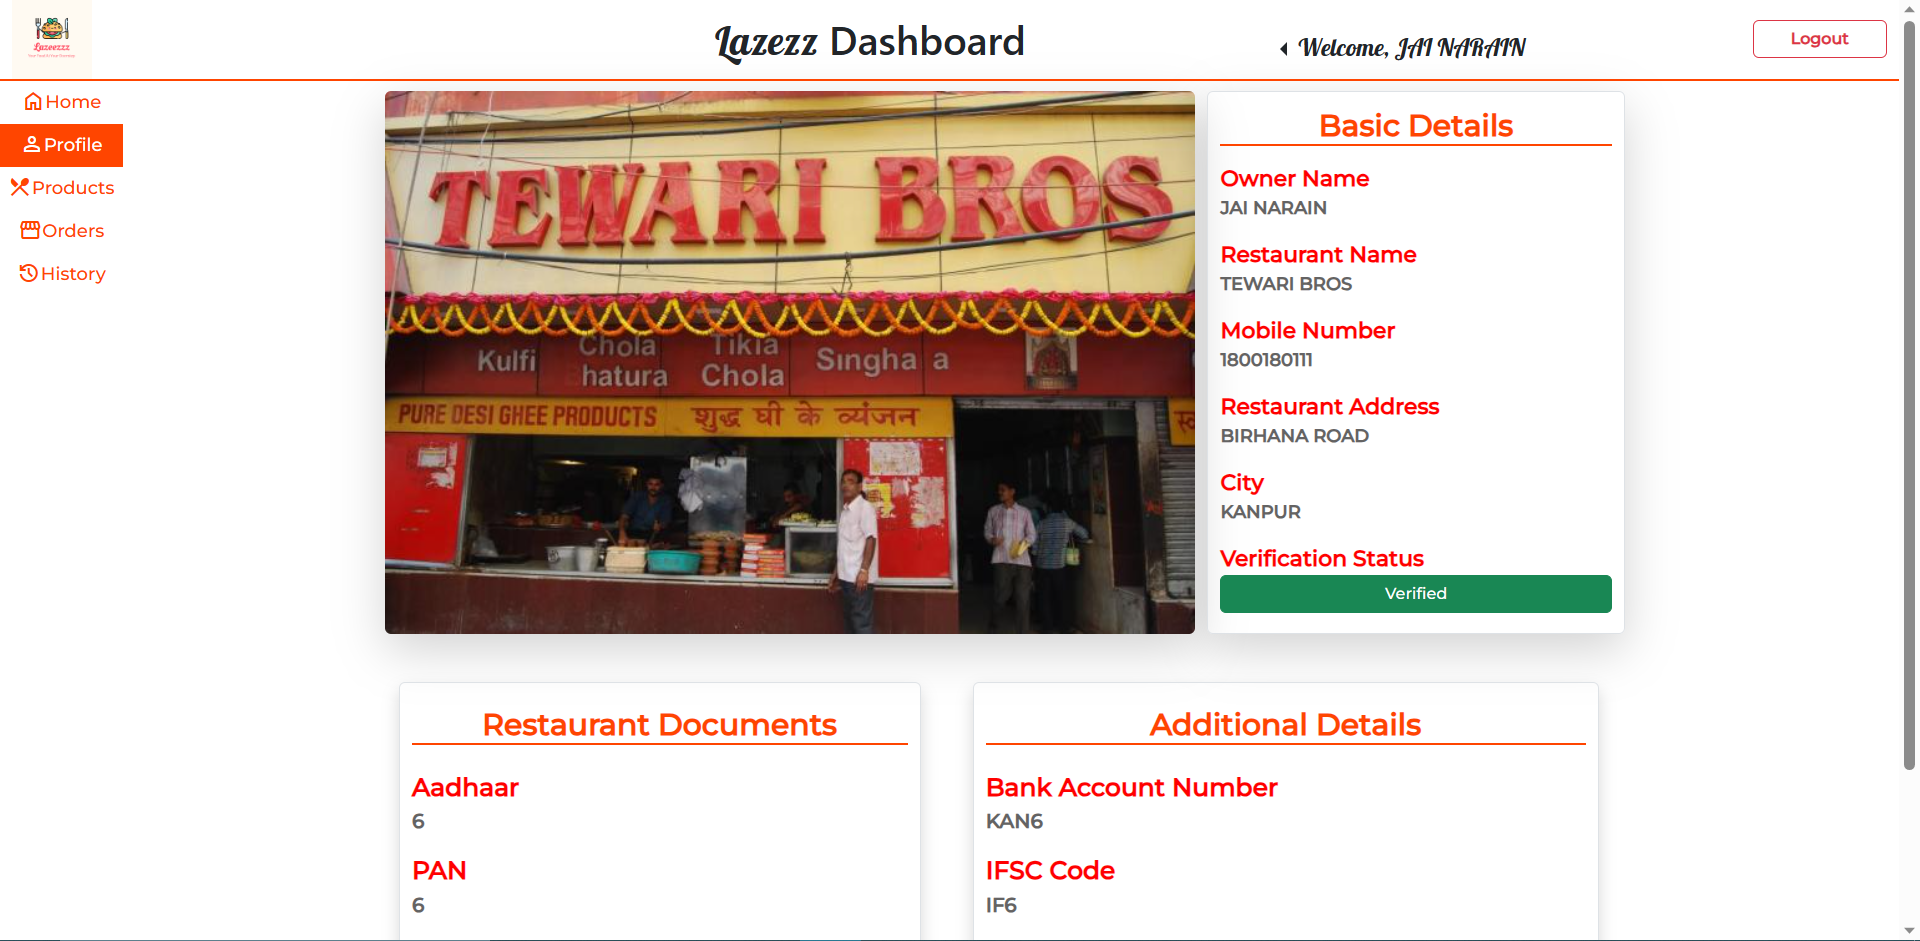 Lazeezzz
Lazezz Dashboard
Welcome, JAI NARAIN
Logout
Home
Profile
Products
Orders
History
TEWARI BROS
Kulfi
Chola
hatura
Tikia
Chola
Singha a
PURE DESI GHEE PRODUCTS
शुद्ध घी के व्यंजन
Basic Details
Owner Name
JAI NARAIN
Restaurant Name
TEWARI BROS
Mobile Number
1800180111
Restaurant Address
BIRHANA ROAD
City
KANPUR
Verification Status
Verified
Restaurant Documents
Aadhaar
6
PAN
6
Additional Details
Bank Account Number
KAN6
IFSC Code
IF6